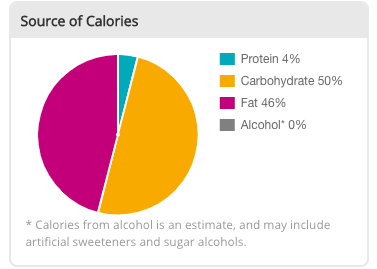 Source of Calories
Protein 4%
Carbohydrate 50%
Fat 46%
Alcohol* 0%
* Calories from alcohol is an estimate, and may include
artificial sweeteners and sugar alcohols.